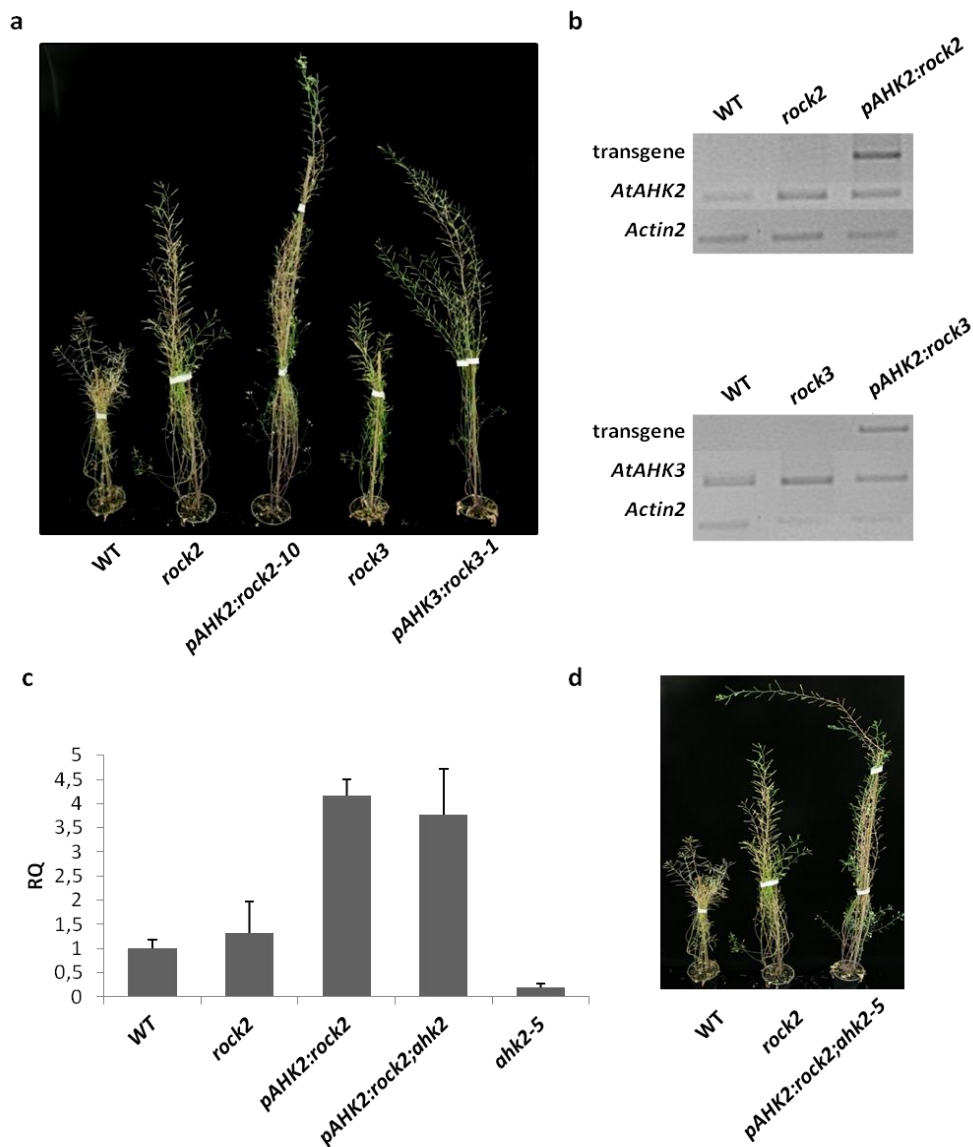 a
WT
rock2
pAHK2:rock2-10
rock3
pAHK3:rock3-1
b
WT
rock2
pAHK2:rock2
transgene
AtAHK2
Actin2
WT
rock3
pAHK2:rock3
transgene
AtAHK3
Actin2
c
RQ
5
4,5
4
3,5
3
2,5
2
1,5
1
0,5
0
WT
rock2
pAHK2:rock2
pAHK2:rock2;ahk2
ahk2-5
d
WT
rock2
pAHK2:rock2;ahk2-5